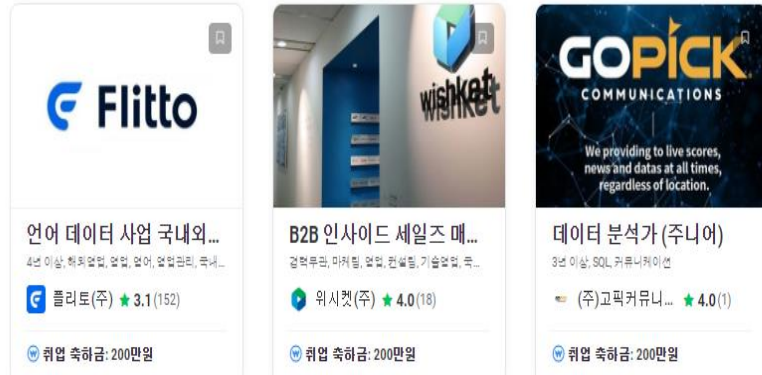 Flitto
언어 데이터 사업 국내외...
4년 이상, 해외영업, 영업, 영어, 영업관리, 국내...
플리토(주) ★ 3.1 (152)
취업 축하금: 200만원
wishket
B2B 인사이드 세일즈 매...
경력무관, 마케팅, 영업, 컨설팅, 기술영업, 국...
위시켓(주) ★ 4.0 (18)
취업 축하금: 200만원
GOPICK
COMMUNICATIONS
We providing to live scores,
news and datas at all times,
regardless of location.
데이터 분석가 (주니어)
3년 이상, SQL, 커뮤니케이션
(주)고픽커뮤니... ★ 4.0 (1)
취업 축하금: 200만원